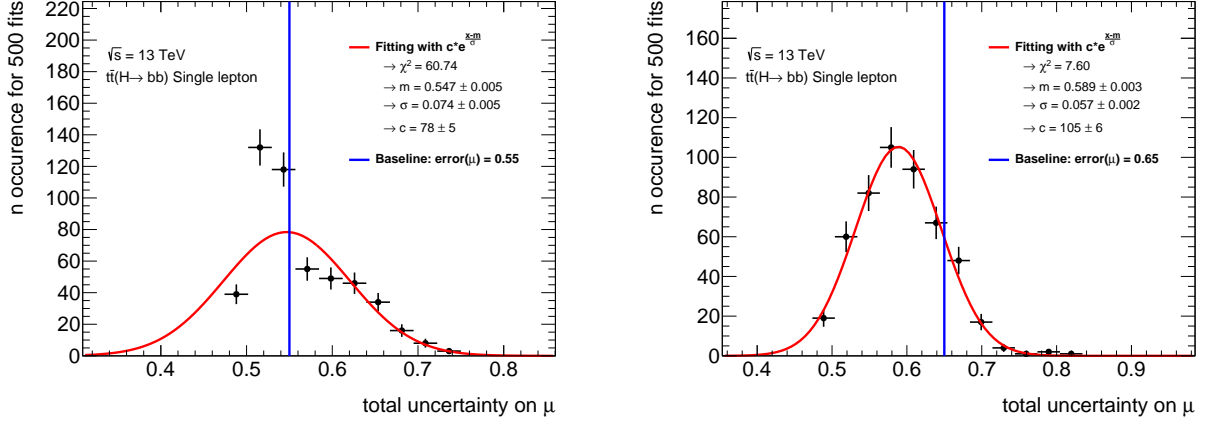 n occurence for 500 fits
220
200
180
160
140
120
100
80
60
40
20
0
√s = 13 TeV
tt̄(H→ bb) Single lepton
Fitting with c*e^{\frac{x-m}{σ}}
→ χ² = 60.74
→ m = 0.547 ± 0.005
→ σ = 0.074 ± 0.005
→ c = 78 ± 5
Baseline: error(μ) = 0.55
0.4 0.5 0.6 0.7 0.8
total uncertainty on μ
n occurence for 500 fits
160
140
120
100
80
60
40
20
0
√s = 13 TeV
tt̄(H→ bb) Single lepton
Fitting with c*e^{\frac{x-m}{σ}}
→ χ² = 7.60
→ m = 0.589 ± 0.003
→ σ = 0.057 ± 0.002
→ c = 105 ± 6
Baseline: error(μ) = 0.65
0.4 0.5 0.6 0.7 0.8 0.9
total uncertainty on μ